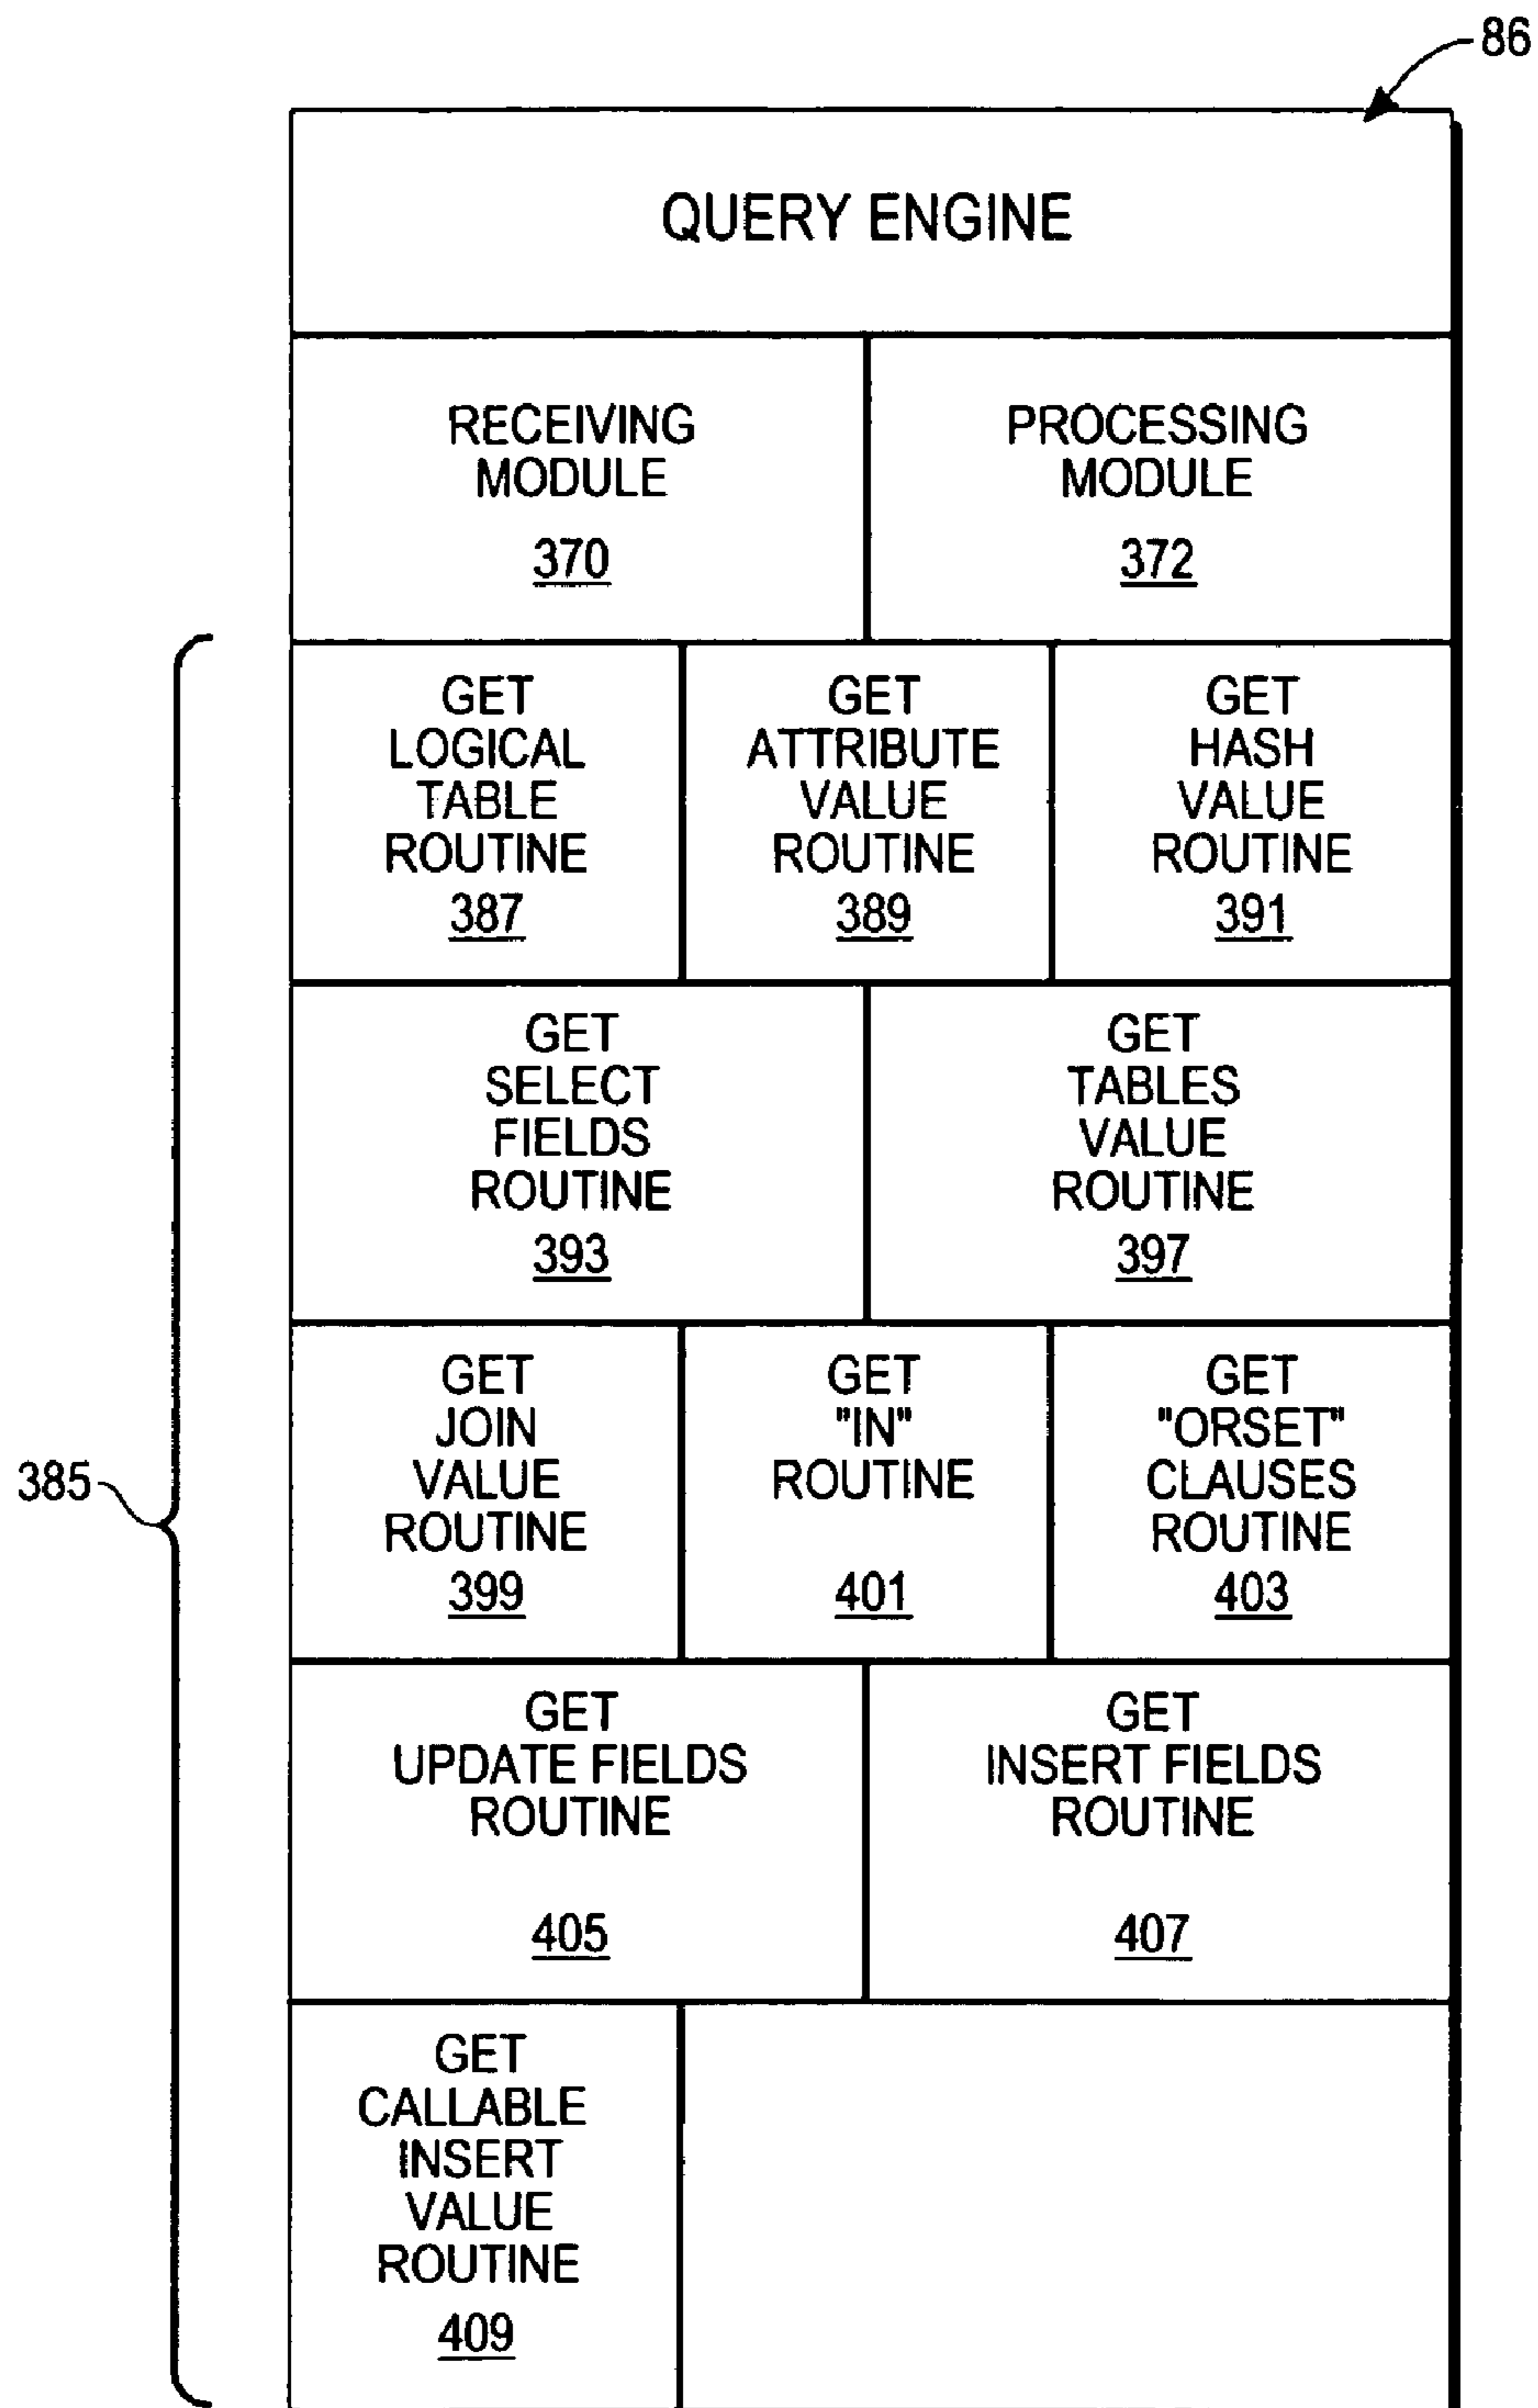 86
QUERY ENGINE
RECEIVING
MODULE
370
PROCESSING
MODULE
372
385
GET
LOGICAL
TABLE
ROUTINE
387
GET
ATTRIBUTE
VALUE
ROUTINE
389
GET
HASH
VALUE
ROUTINE
391
GET
SELECT
FIELDS
ROUTINE
393
GET
TABLES
VALUE
ROUTINE
397
GET
JOIN
VALUE
ROUTINE
399
GET
"IN"
ROUTINE
401
GET
"ORSET"
CLAUSES
ROUTINE
403
GET
UPDATE FIELDS
ROUTINE
405
GET
INSERT FIELDS
ROUTINE
407
GET
CALLABLE
INSERT
VALUE
ROUTINE
409